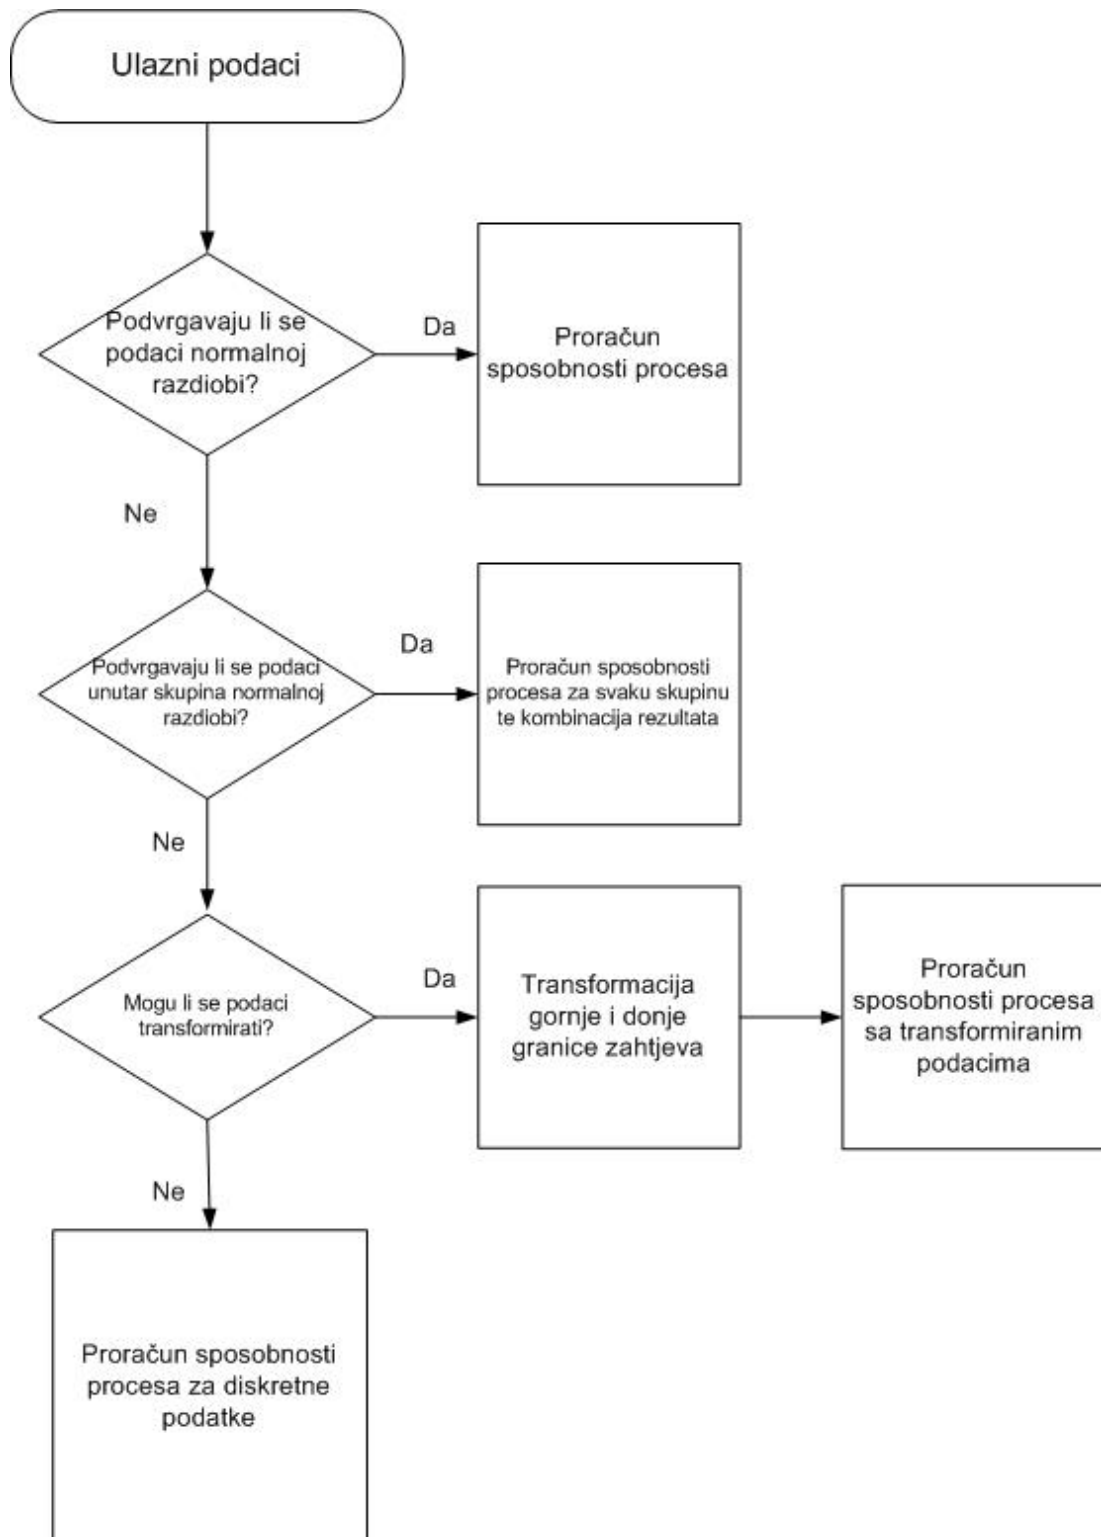 Ulazni podaci
Podvrgavaju li se
podaci normalnoj
razdiobi?
Da
Proračun
sposobnosti procesa
Ne
Podvrgavaju li se podaci
unutar skupina normalnoj
razdiobi?
Da
Proračun sposobnosti
procesa za svaku skupinu
te kombinacija rezultata
Ne
Mogu li se podaci
transformirati?
Da
Transformacija
gornje i donje
granice zahtjeva
Proračun
sposobnosti procesa
sa transformiranim
podacima
Ne
Proračun sposobnosti
procesa za diskretne
podatke